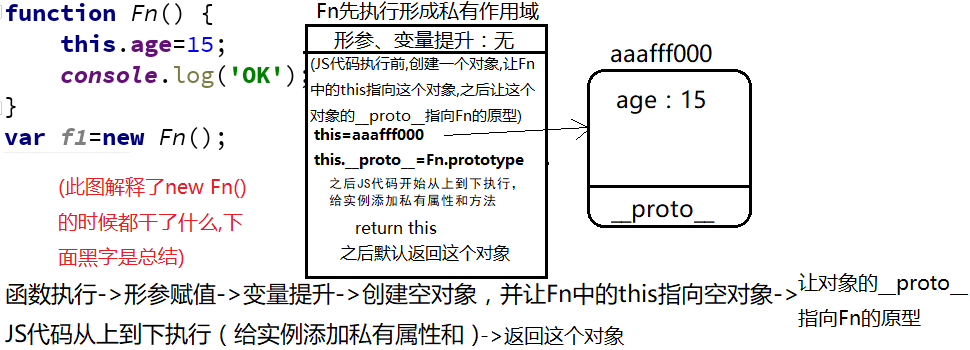 function Fn() {
this.age=15;
console.log('OK');
}
var f1=new Fn();
(此图解释了new Fn()
的时候都干了什么,下
面黑字是总结)
Fn先执行形成私有作用域
形参、变量提升：无
(JS代码执行前,创建一个对象,让Fn
中的this指向这个对象,之后让这个
对象的__proto__指向Fn的原型)
this=aaafff000
this.__proto__=Fn.prototype
之后JS代码开始从上到下执行，
给实例添加私有属性和方法
return this
之后默认返回这个对象
aaafff000
age：15
__proto__
函数执行->形参赋值->变量提升->创建空对象，并让Fn中的this指向空对象->
让对象的__proto__
指向Fn的原型
JS代码从上到下执行（给实例添加私有属性和）->返回这个对象